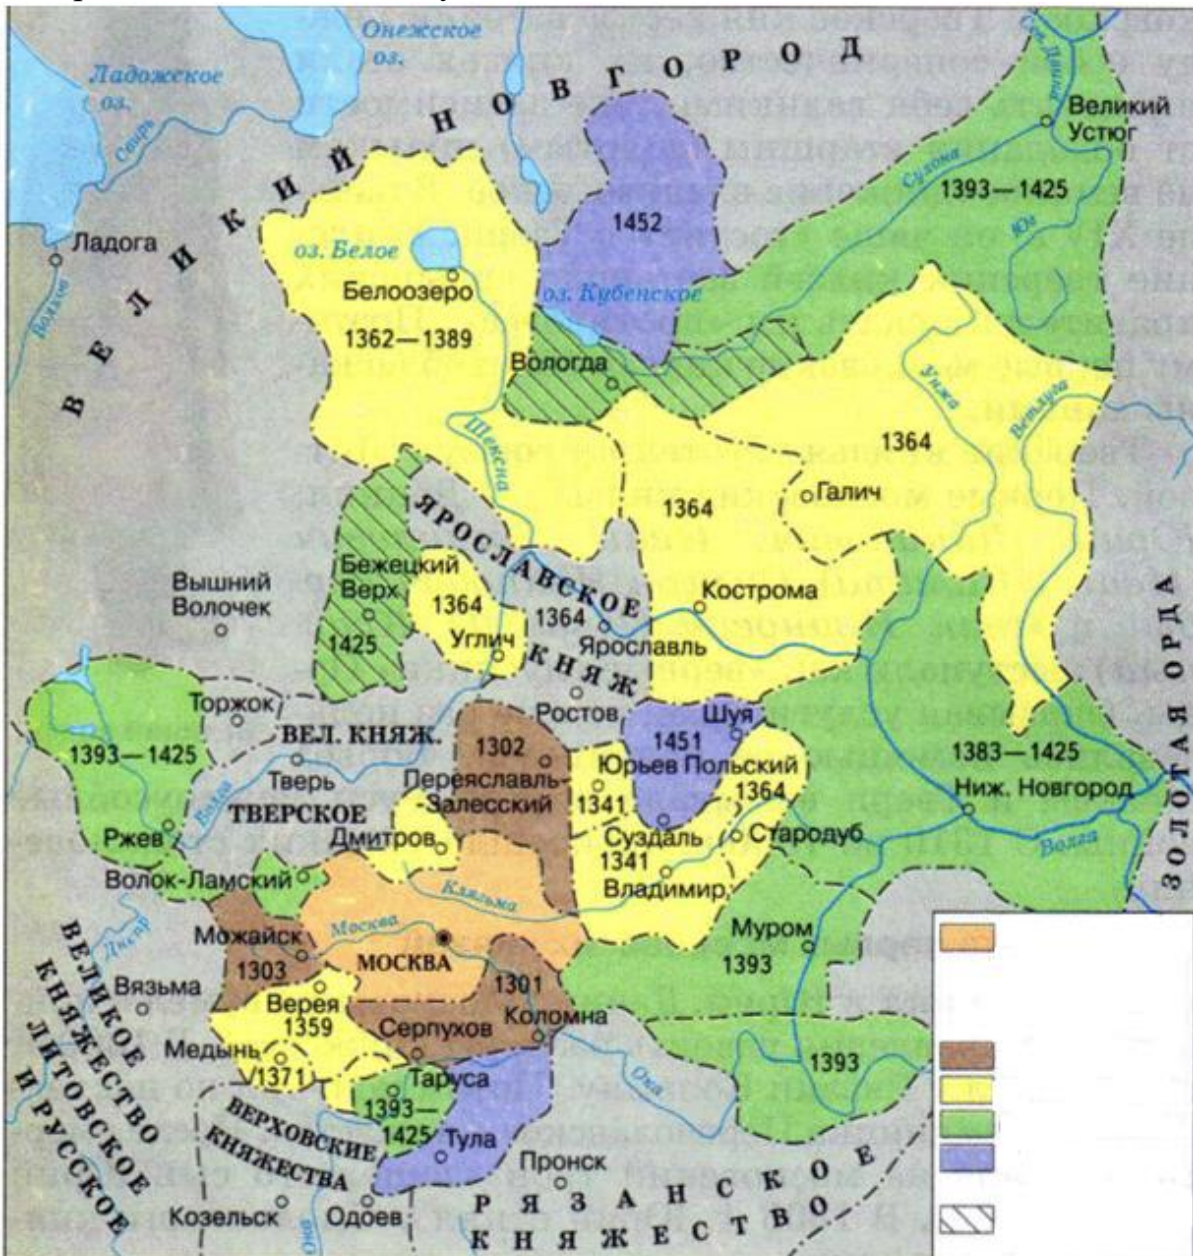 Онежское
оз.
Ладожское
оз.
Свирь
ВЕЛИКИЙ НОВГОРОД
Сев. Двина
Великий
Устюг
Сухона
1393—1425
Юг
1452
Ладога
Волхов
оз. Белое
Белоозеро
1362—1389
оз. Кубенское
Вологда
Шексна
Унжа
Ветлуга
1364
Галич
1364
ЯРОСЛАВСКОЕ
КНЯЖ
Бежецкий
Верх
1425
1364
Углич
1364
Ярославль
Кострома
Вышний
Волочек
ЗОЛОТАЯ ОРДА
Торжок
Ростов
Шуя
1451
1393—1425
ВЕЛ. КНЯЖ.
Тверь
ТВЕРСКОЕ
1302
Переяславль
-Залесский
Юрьев Польский
1341
1364
1383—1425
Ниж. Новгород
Волга
Ржев
Волга
Дмитров
Суздаль
Стародуб
1341
Владимир
Волок-Ламский
Клязьма
Днепр
Можайск
Москва
МОСКВА
1303
Муром
1393
1301
Вязьма
Верея
1359
Серпухов
Коломна
Медынь
1371
Таруса
1393—
1425
Ока
1393
ВЕЛИКОЕ
КНЯЖЕСТВО
ЛИТОВСКОЕ
И РУССКОЕ
ВЕРХОВСКИЕ
КНЯЖЕСТВА
Тула
Пронск
Козельск
Одоев
Ока
РЯЗАНСКОЕ
КНЯЖЕСТВО